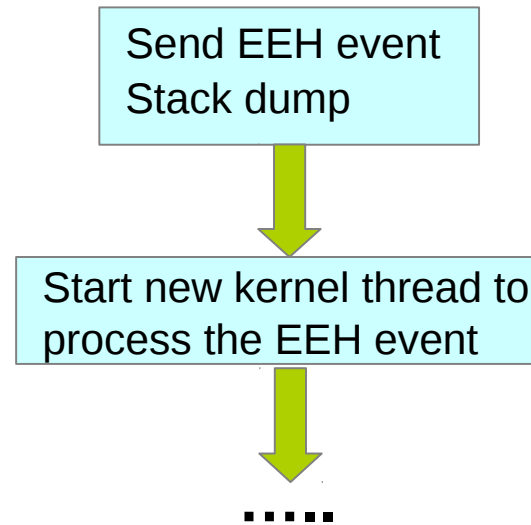 Send EEH event
Stack dump
Start new kernel thread to
process the EEH event
.....